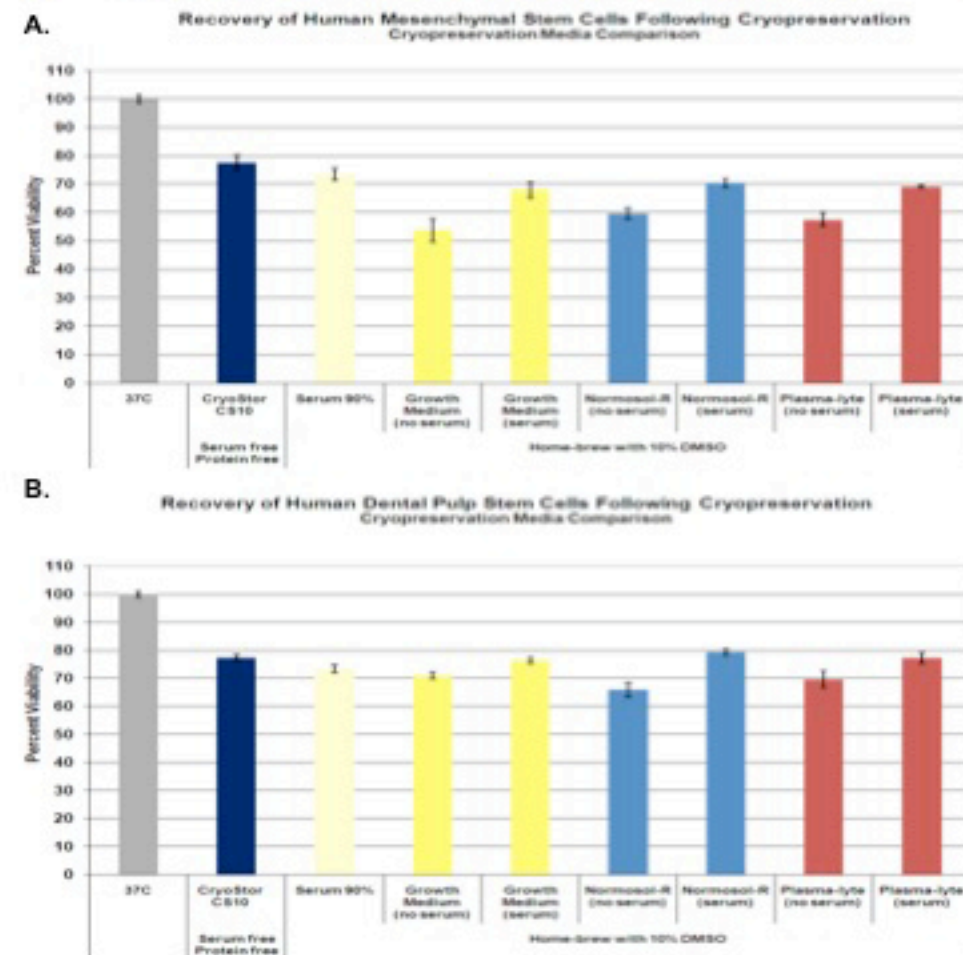 A.
Recovery of Human Mesenchymal Stem Cells Following Cryopreservation
Cryopreservation Media Comparison
110
100
90
80
70
60
50
40
30
20
10
0
Percent Viability
37C
CryoStor
CS10
Serum 90%
Growth
Medium
(no serum)
Growth
Medium
(serum)
Normosol-R
(no serum)
Normosol-R
(serum)
Plasma-lyte
(no serum)
Plasma-lyte
(serum)
Serum free
Protein free
Home-brew with 10% DMSO
B.
Recovery of Human Dental Pulp Stem Cells Following Cryopreservation
Cryopreservation Media Comparison
110
100
90
80
70
60
50
40
30
20
10
0
Percent Viability
37C
CryoStor
CS10
Serum 90%
Growth
Medium
(no serum)
Growth
Medium
(serum)
Normosol-R
(no serum)
Normosol-R
(serum)
Plasma-lyte
(no serum)
Plasma-lyte
(serum)
Serum free
Protein free
Home-brew with 10% DMSO